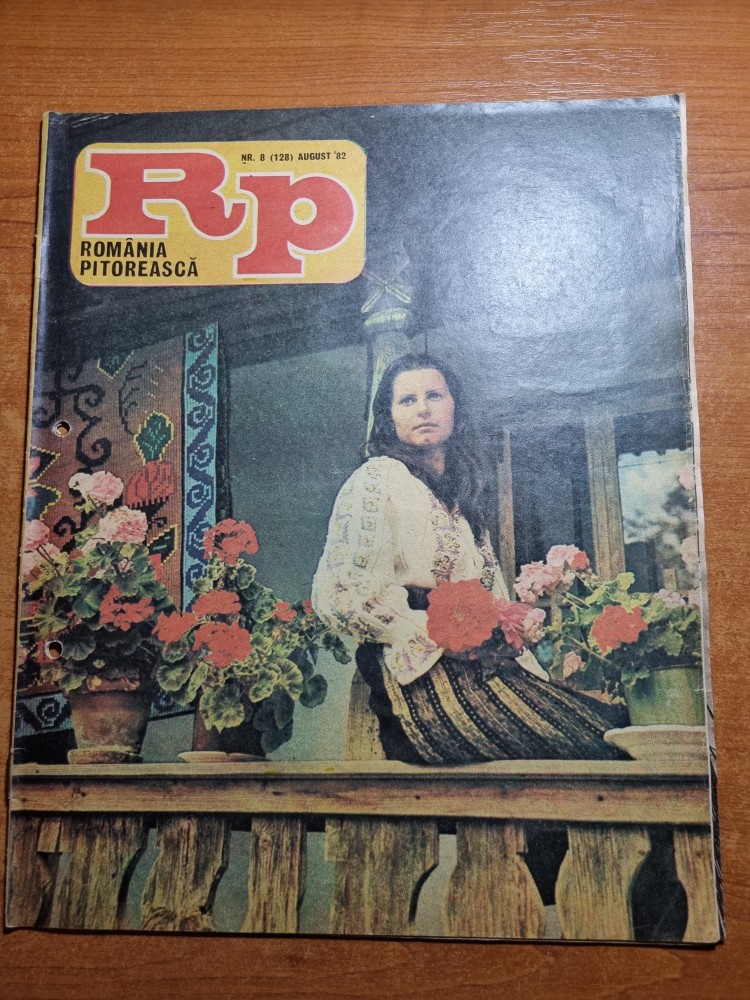 NR. 8 (128) AUGUST '82
Rp
ROMÂNIA
PITOREASCĂ